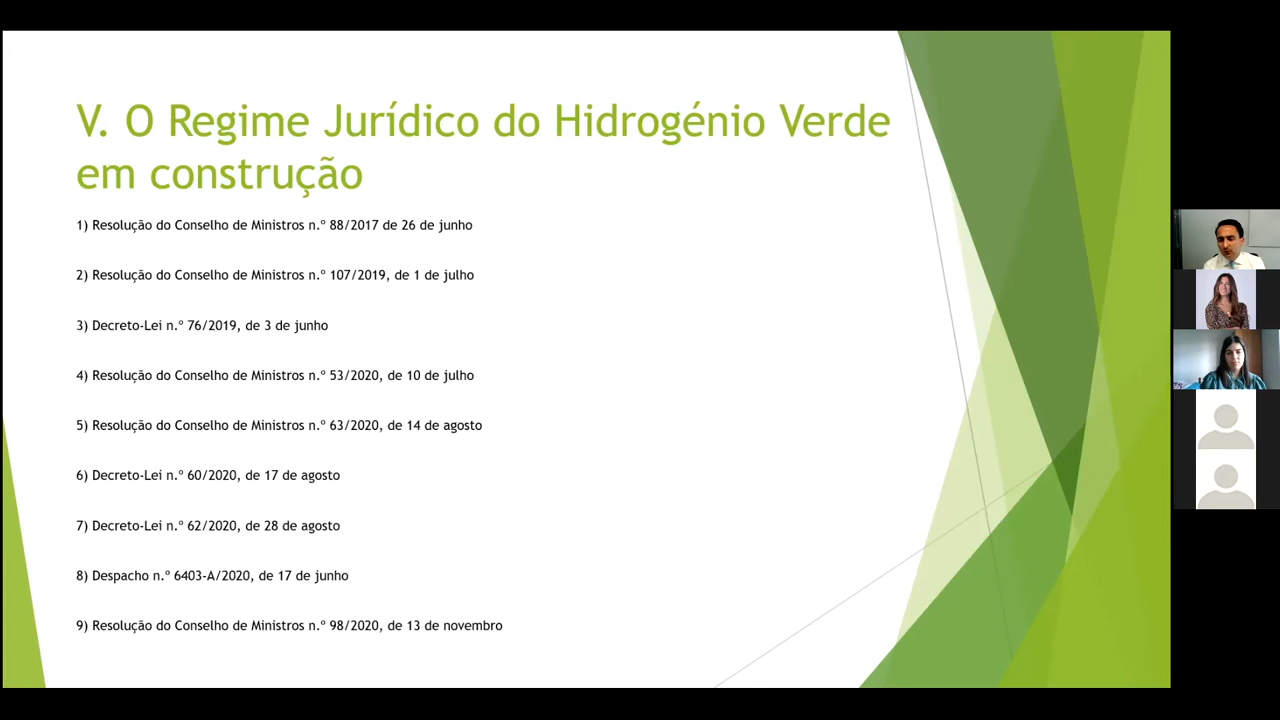 V. O Regime Jurídico do Hidrogénio Verde
em construção
1) Resolução do Conselho de Ministros n.º 88/2017 de 26 de junho
2) Resolução do Conselho de Ministros n.º 107/2019, de 1 de julho
3) Decreto-Lei n.º 76/2019, de 3 de junho
4) Resolução do Conselho de Ministros n.º 53/2020, de 10 de julho
5) Resolução do Conselho de Ministros n.º 63/2020, de 14 de agosto
6) Decreto-Lei n.º 60/2020, de 17 de agosto
7) Decreto-Lei n.º 62/2020, de 28 de agosto
8) Despacho n.º 6403-A/2020, de 17 de junho
9) Resolução do Conselho de Ministros n.º 98/2020, de 13 de novembro